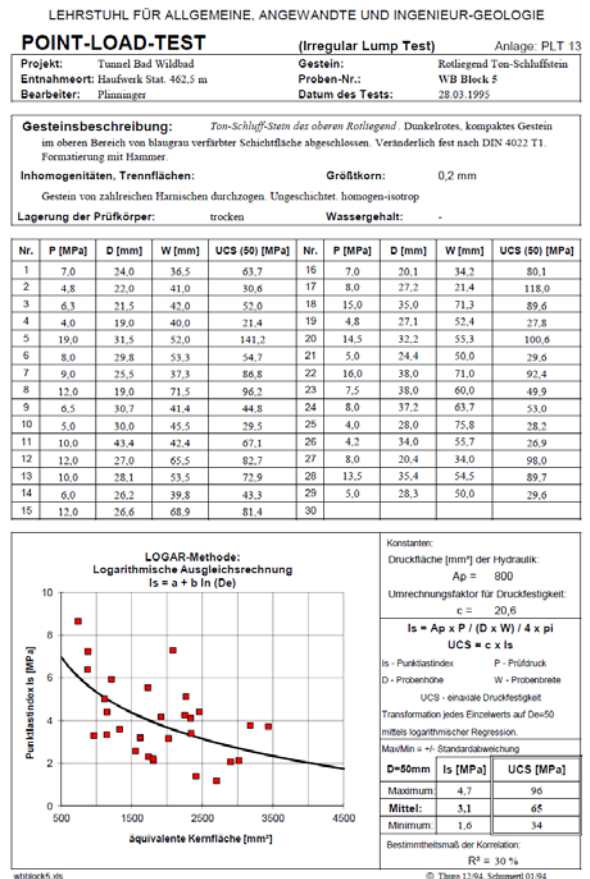 LEHRSTUHL FÜR ALLGEMEINE, ANGEWANDTE UND INGENIEUR-GEOLOGIE
POINT-LOAD-TEST (Irregular Lump Test) Anlage: PLT 13
Projekt: Tunnel Bad Wildbad Gestein: Rotliegend Ton-Schluffstein
Entnahmeort: Haufwerk Stat. 462,5 m Proben-Nr.: WB Block 5
Bearbeiter: Plinninger Datum des Tests: 28.03.1995
Gesteinsbeschreibung: Ton-Schluff-Stein des oberen Rotliegend . Dunkelrotes, kompaktes Gestein
im oberen Bereich von blaugrau verfärbter Schichtfläche abgeschlossen. Veränderlich fest nach DIN 4022 T1.
Formatierung mit Hammer.
Inhomogenitäten, Trennflächen: Größtkorn: 0,2 mm
Gestein von zahlreichen Harnischen durchzogen. Ungeschichtet. homogen-isotrop
Lagerung der Prüfkörper: trocken Wassergehalt: -
Nr. P [MPa] D [mm] W [mm] UCS (50) [MPa] Nr. P [MPa] D [mm] W [mm] UCS (50) [MPa]
1 7,0 24,0 36,5 63,7 16 7,0 20,1 34,2 80,1
2 4,8 22,0 41,0 30,6 17 8,0 27,2 21,4 118,0
3 6,3 21,5 42,0 52,0 18 15,0 35,0 71,3 89,6
4 4,0 19,0 40,0 21,4 19 4,8 27,1 52,4 27,8
5 19,0 31,5 52,0 141,2 20 14,5 32,2 55,3 100,6
6 8,0 29,8 53,3 54,7 21 5,0 24,4 50,0 29,6
7 9,0 25,5 37,3 86,8 22 16,0 38,0 71,0 92,4
8 12,0 19,0 71,5 96,2 23 7,5 38,0 60,0 49,9
9 6,5 30,7 41,4 44,8 24 8,0 37,2 63,7 53,0
10 5,0 30,0 45,5 29,5 25 4,0 28,0 75,8 28,2
11 10,0 43,4 42,4 67,1 26 4,2 34,0 55,7 26,9
12 12,0 27,0 65,5 82,7 27 8,0 20,4 34,0 98,0
13 10,0 28,1 53,5 72,9 28 13,5 35,4 54,5 89,7
14 6,0 26,2 39,8 43,3 29 5,0 28,3 50,0 29,6
15 12,0 26,6 68,9 81,4 30
LOGAR-Methode:
Logarithmische Ausgleichsrechnung
Is = a + b ln (De)
Punktlastindex Is [MPa]
10
8
6
4
2
0
500 1500 2500 3500 4500
äquivalente Kernfläche [mm²]
Konstanten:
Druckfläche [mm²] der Hydraulik:
Ap = 800
Umrechnungsfaktor für Druckfestigkeit:
c = 20,6
Is = Ap x P / (D x W) / 4 x pi
UCS = c x Is
Is - Punktlastindex P - Prüfdruck
D - Probenhöhe W - Probenbreite
UCS - einaxiale Druckfestigkeit
Transformation jedes Einzelwerts auf De=50
mittels logarithmischer Regression.
Max/Min = +/- Standardabweichung
D=50mm Is [MPa] UCS [MPa]
Maximum: 4,7 96
Mittel: 3,1 65
Minimum: 1,6 34
Bestimmtheitsmaß der Korrelation:
R² = 30 %
wbblock5.xls © Thuro 12/94, Schumertl 01/94